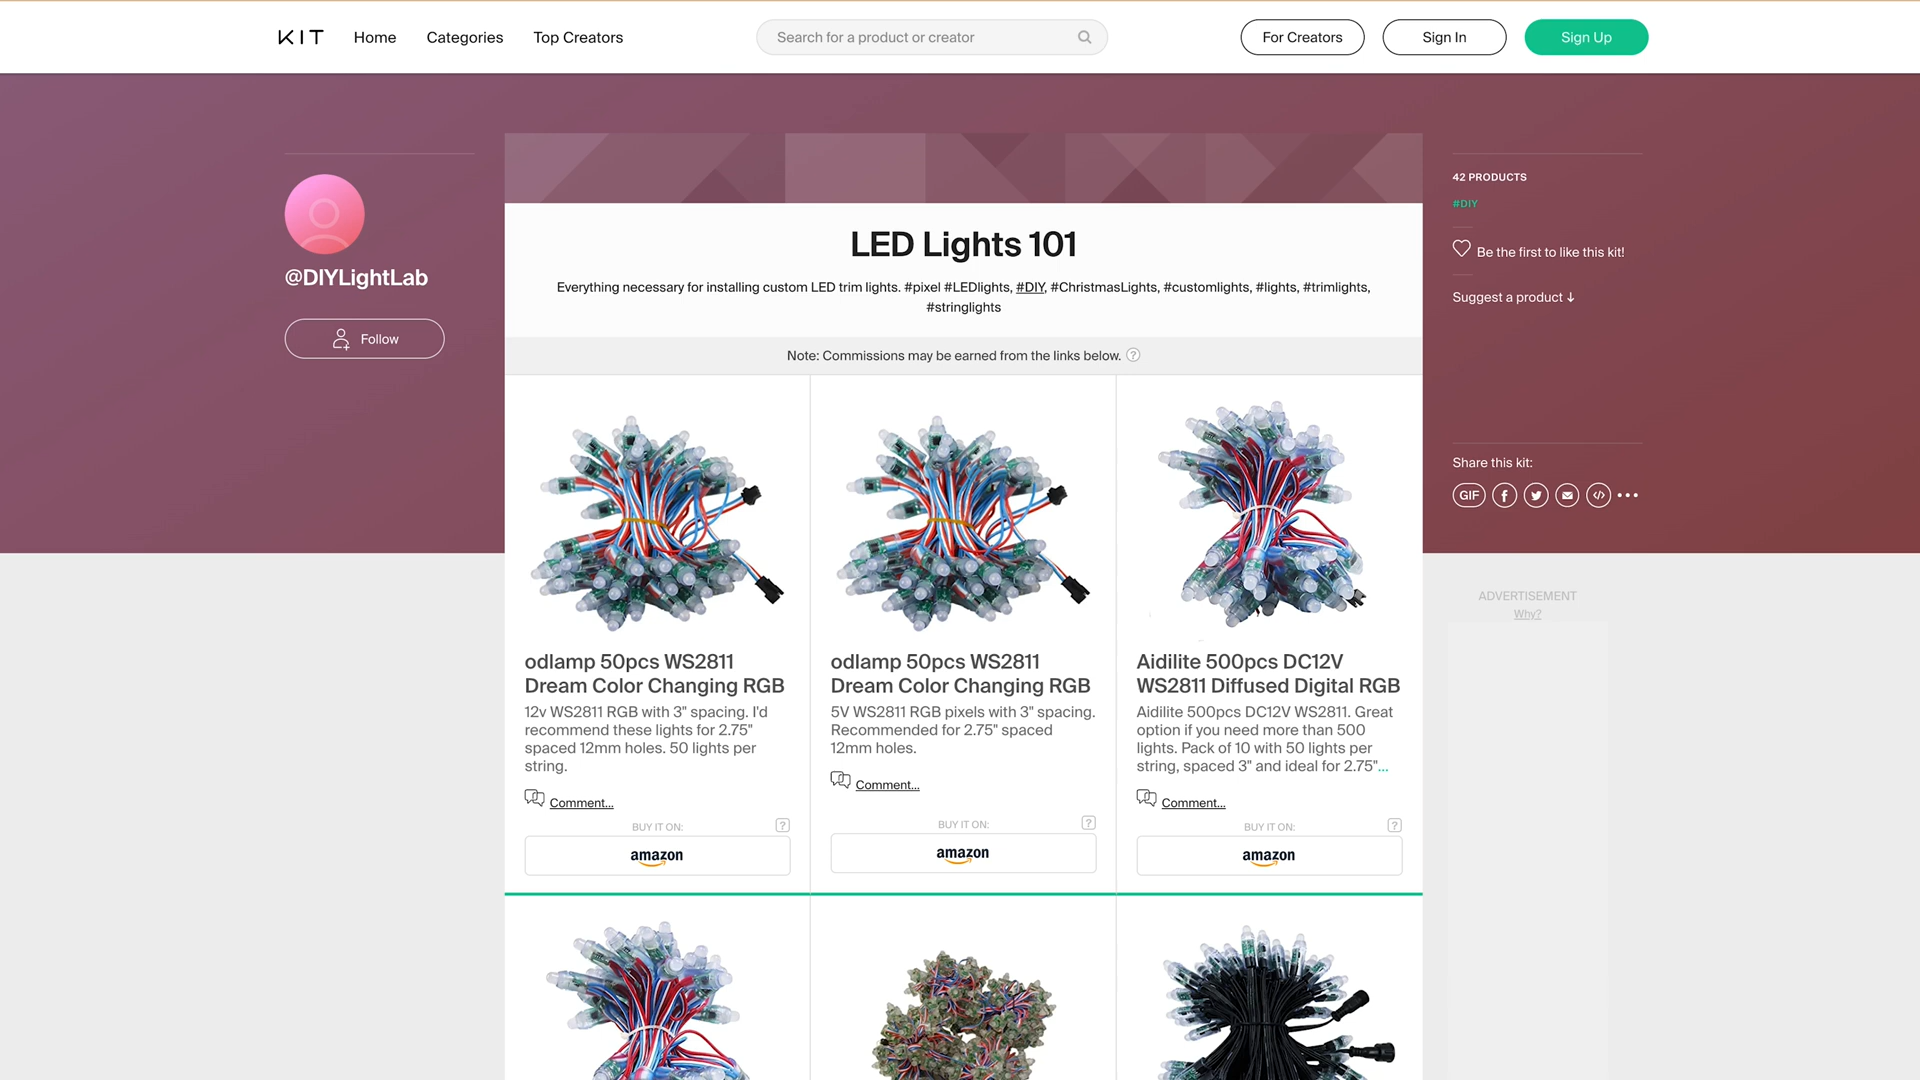 KIT Home Categories Top Creators Search for a product or creator For Creators Sign In Sign Up
@DIYLightLab
Follow
LED Lights 101
Everything necessary for installing custom LED trim lights. #pixel #LEDlights, #DIY, #ChristmasLights, #customlights, #lights, #trimlights,
#stringlights
Note: Commissions may be earned from the links below. ?
42 PRODUCTS
#DIY
Be the first to like this kit!
Suggest a product ↓
Share this kit:
GIF
ADVERTISEMENT
Why?
odlamp 50pcs WS2811
Dream Color Changing RGB
12v WS2811 RGB with 3" spacing. I'd
recommend these lights for 2.75"
spaced 12mm holes. 50 lights per
string.
Comment...
BUY IT ON: ?
amazon
odlamp 50pcs WS2811
Dream Color Changing RGB
5V WS2811 RGB pixels with 3" spacing.
Recommended for 2.75" spaced
12mm holes.
Comment...
BUY IT ON: ?
amazon
Aidilite 500pcs DC12V
WS2811 Diffused Digital RGB
Aidilite 500pcs DC12V WS2811. Great
option if you need more than 500
lights. Pack of 10 with 50 lights per
string, spaced 3" and ideal for 2.75"...
Comment...
BUY IT ON: ?
amazon